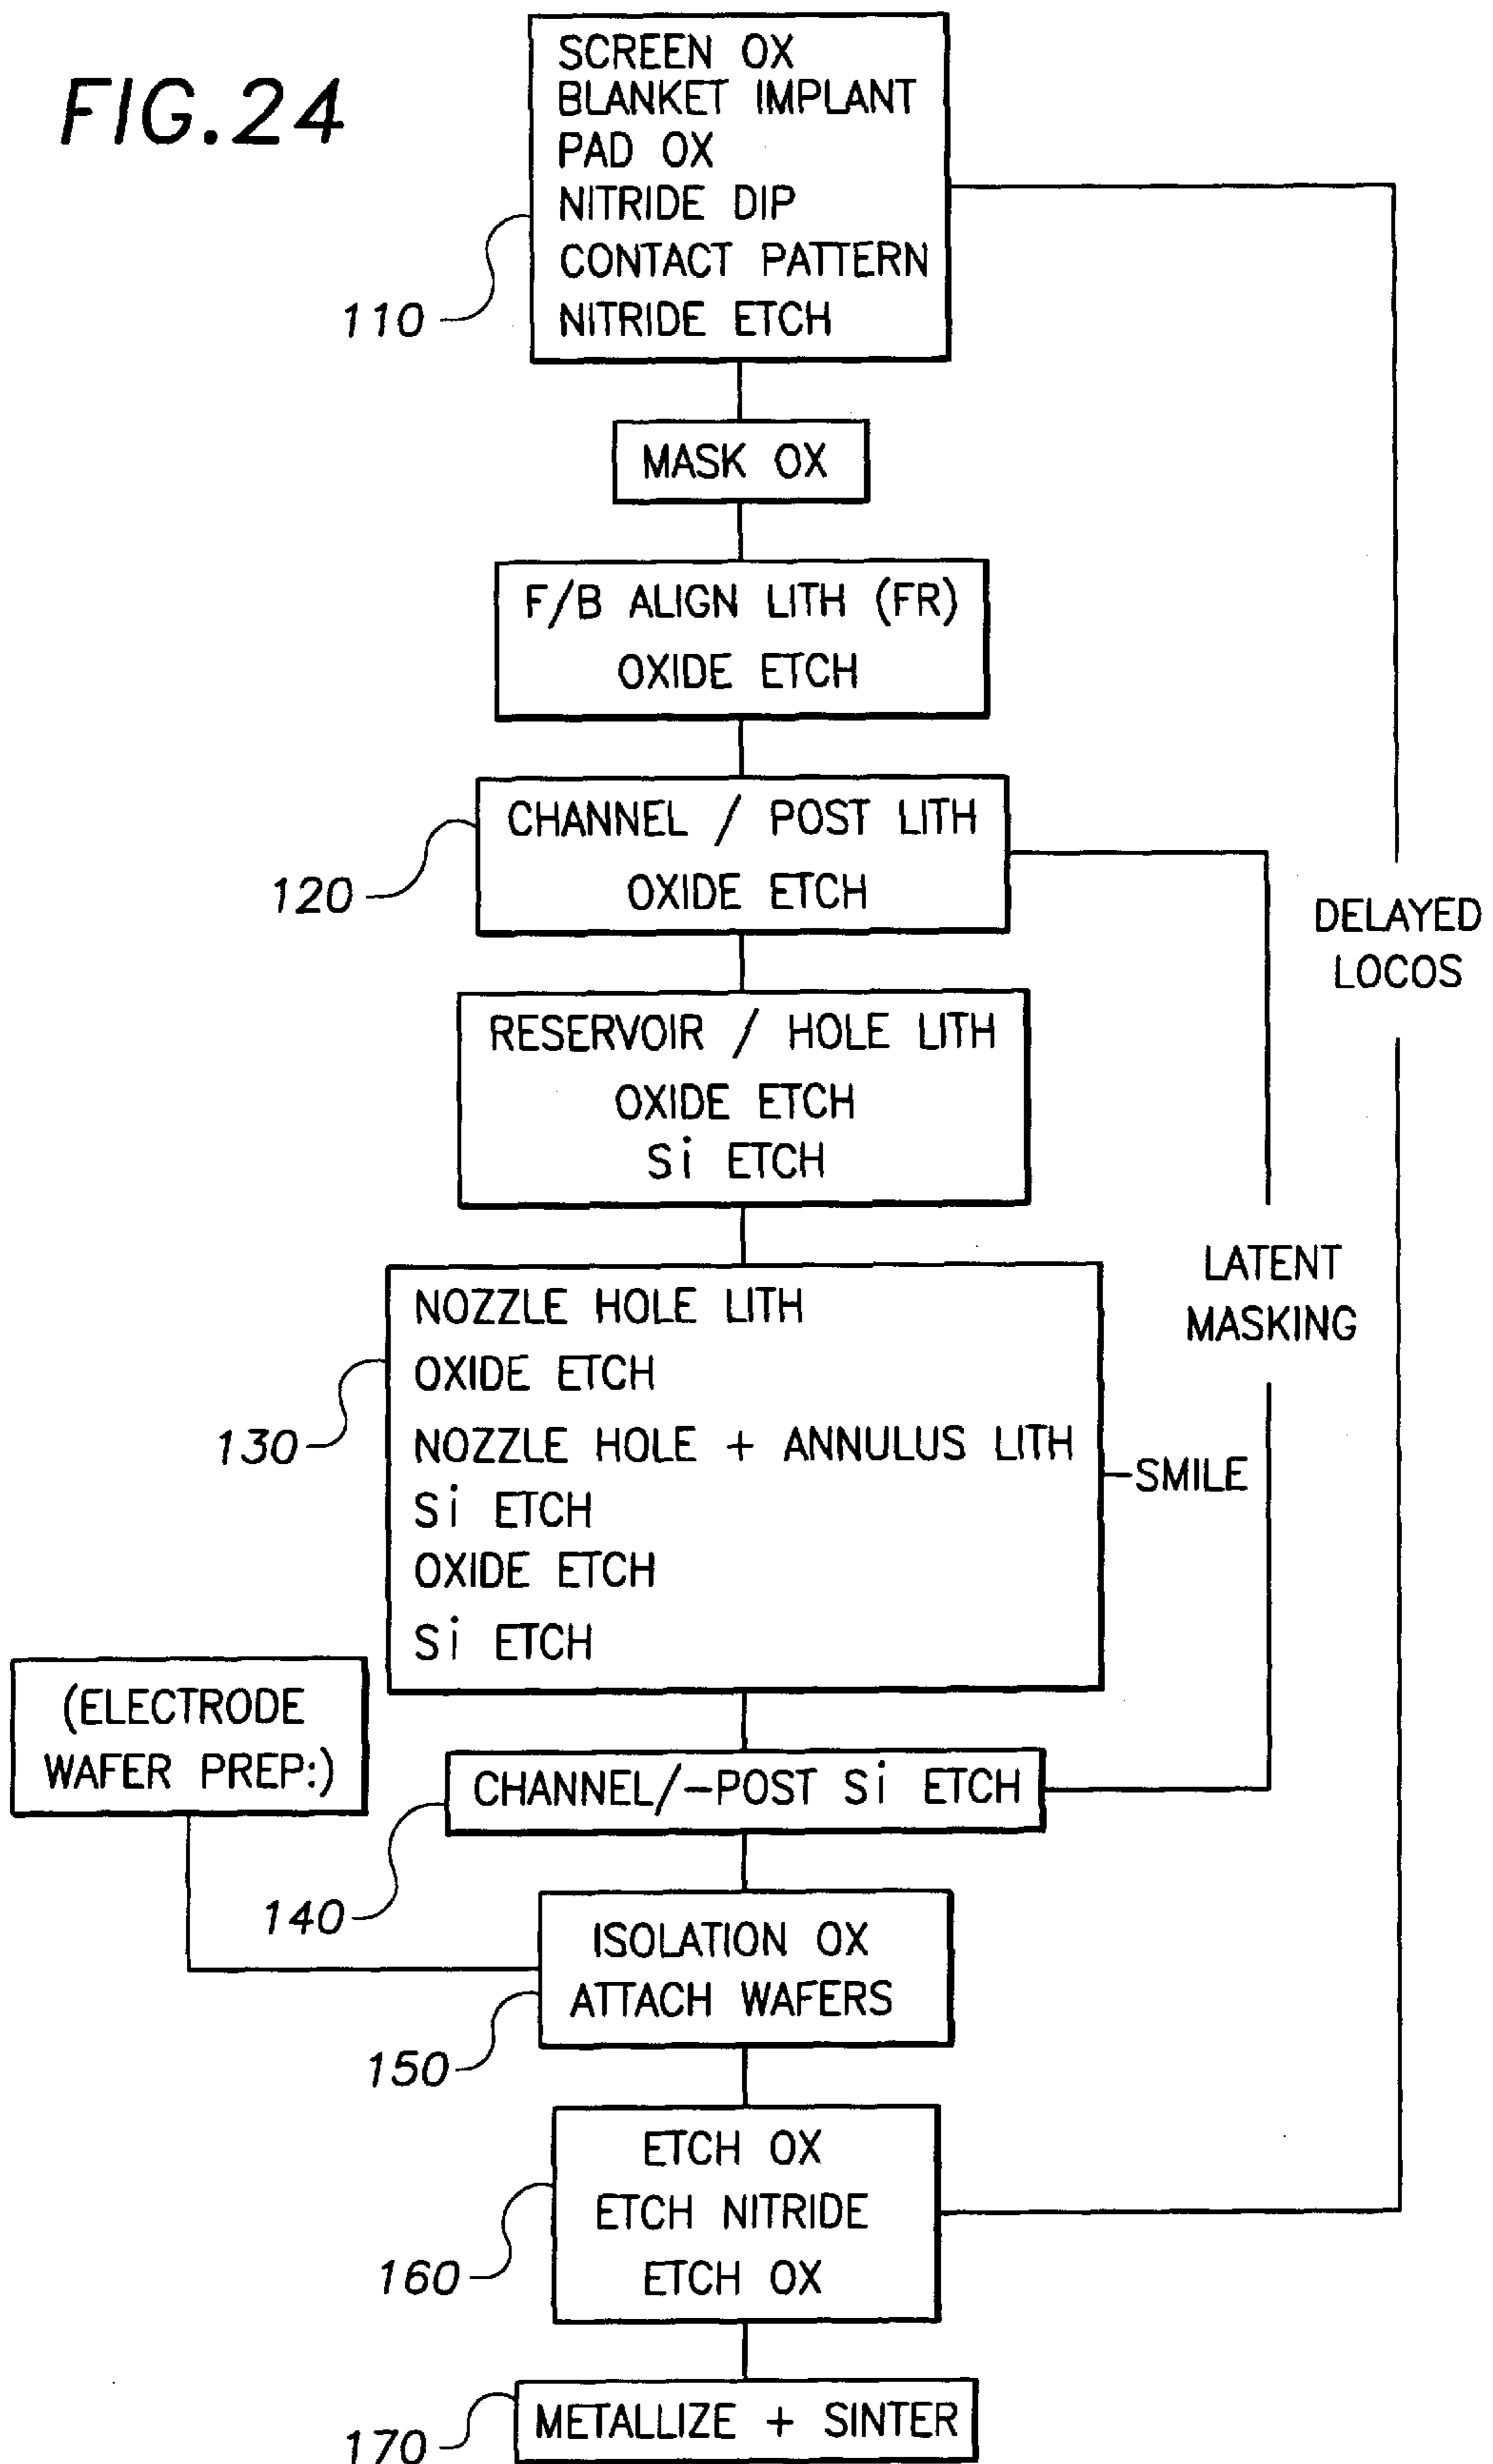 FIG.24
SCREEN OX
BLANKET IMPLANT
PAD OX
NITRIDE DIP
CONTACT PATTERN
NITRIDE ETCH
110
MASK OX
F/B ALIGN LITH (FR)
OXIDE ETCH
CHANNEL / POST LITH
OXIDE ETCH
120
DELAYED
LOCOS
RESERVOIR / HOLE LITH
OXIDE ETCH
Si ETCH
LATENT
MASKING
NOZZLE HOLE LITH
OXIDE ETCH
NOZZLE HOLE + ANNULUS LITH
Si ETCH
OXIDE ETCH
Si ETCH
130
SMILE
(ELECTRODE
WAFER PREP:)
CHANNEL/-POST Si ETCH
140
ISOLATION OX
ATTACH WAFERS
150
ETCH OX
ETCH NITRIDE
ETCH OX
160
METALLIZE + SINTER
170